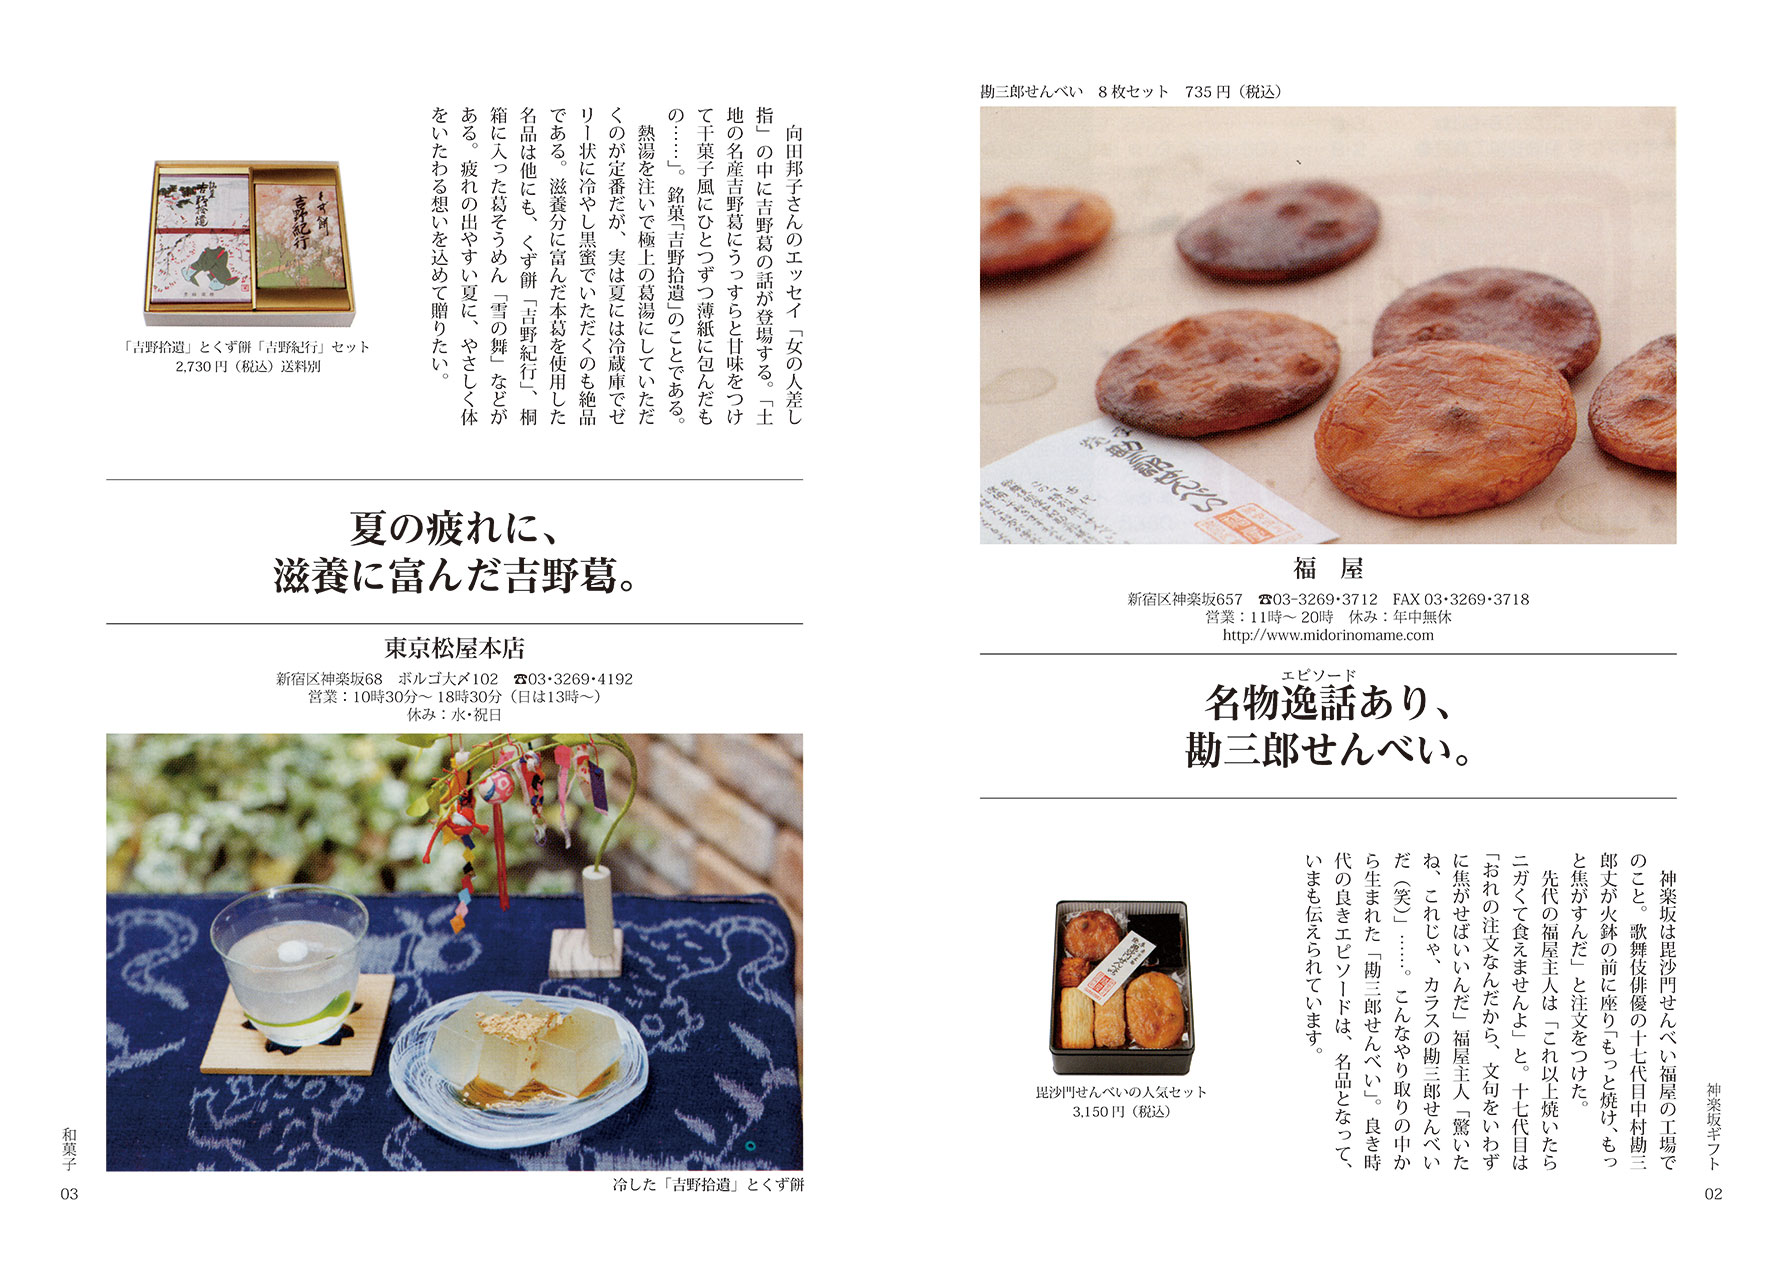 勘三郎せんべい　8枚セット　735円（税込）
福　屋
新宿区神楽坂657　☎03-3269・3712　FAX 03・3269・3718
営業：11時〜20時　休み：年中無休
http://www.midorinomame.com
エピソード
名物逸話あり、
勘三郎せんべい。
神楽坂は毘沙門せんべい福屋の工場で
のこと。歌舞伎俳優の十七代目中村勘三
郎丈が火鉢の前に座り「もっと焼け、もっ
と焦がすんだ」と注文をつけた。
先代の福屋主人は「これ以上焼いたら
ニガくて食えませんよ」と。十七代目は
「おれの注文なんだから、文句をいわず
に焦がせばいいんだ」福屋主人「驚いた
ね、これじゃ、カラスの勘三郎せんべい
だ（笑）」……。こんなやり取りの中か
ら生まれた「勘三郎せんべい」。良き時
代の良きエピソードは、名品となって、
いまも伝えられています。
毘沙門せんべいの人気セット
3,150円（税込）
神楽坂ギフト
02
向田邦子さんのエッセイ「女の人差し
指」の中に吉野葛の話が登場する。「土
地の名産吉野葛にうっすらと甘味をつけ
て干菓子風にひとつずつ薄紙に包んだも
の……」。銘菓「吉野拾遺」のことである。
熱湯を注いで極上の葛湯にしていただ
くのが定番だが、実は夏には冷蔵庫でゼ
リー状に冷やし黒蜜でいただくのも絶品
である。滋養分に富んだ本葛を使用した
名品は他にも、くず餅「吉野紀行」、桐
箱に入った葛そうめん「雪の舞」などが
ある。疲れの出やすい夏に、やさしく体
をいたわる想いを込めて贈りたい。
吉野拾遺
くず餅
吉野紀行
「吉野拾遺」とくず餅「吉野紀行」セット
2,730円（税込）送料別
夏の疲れに、
滋養に富んだ吉野葛。
東京松屋本店
新宿区神楽坂68　ボルゴ大〆102　☎03・3269・4192
営業：10時30分〜18時30分（日は13時〜）
休み：水・祝日
冷した「吉野拾遺」とくず餅
和菓子
03